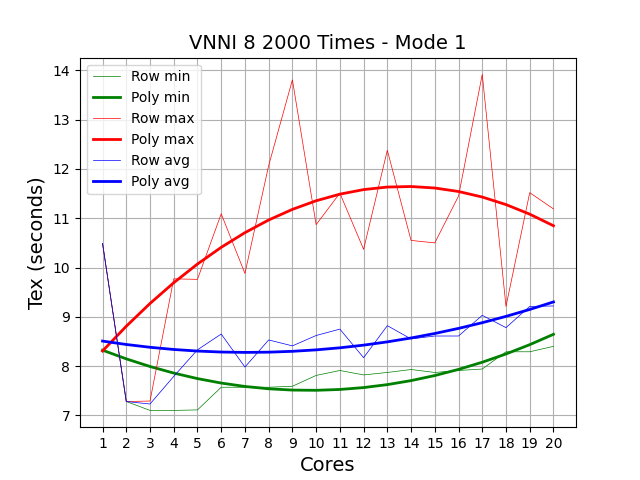 VNNI 8 2000 Times - Mode 1
Tex (seconds)
14
13
12
11
10
9
8
7
Row min
Poly min
Row max
Poly max
Row avg
Poly avg
1 2 3 4 5 6 7 8 9 10 11 12 13 14 15 16 17 18 19 20
Cores